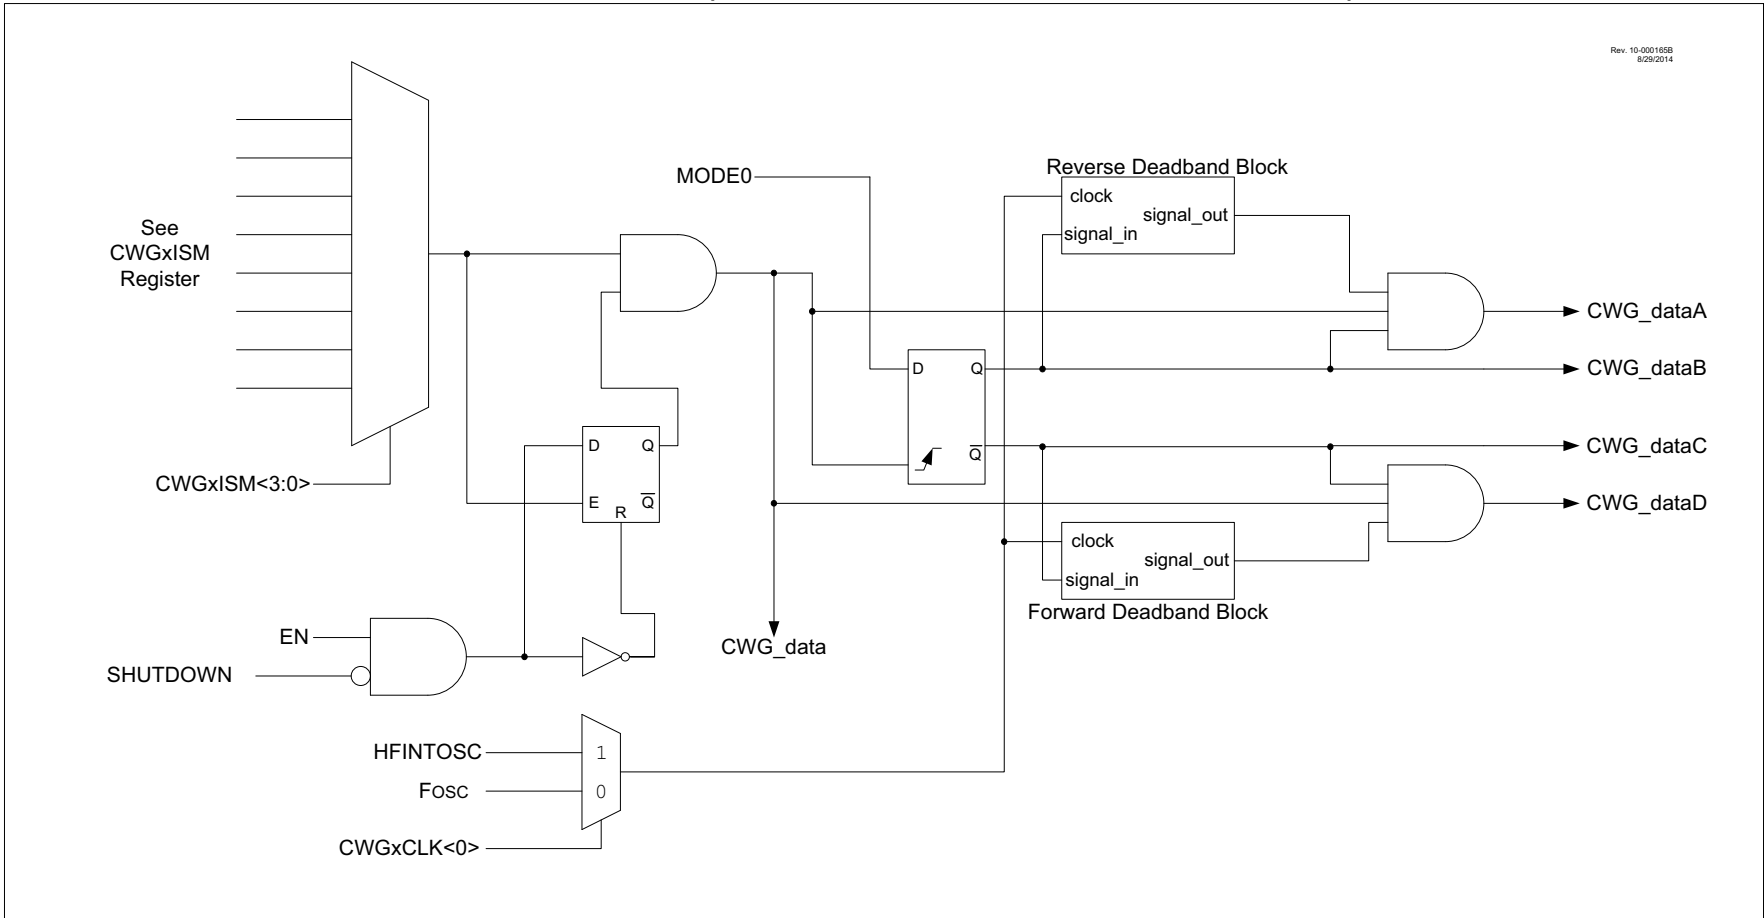 Rev. 10-000165B
8/29/2014
See
CWGxISM
Register
CWGxISM<3:0>
MODE0
Reverse Deadband Block
clock
signal_out
signal_in
CWG_dataA
D
Q
CWG_dataB
Q̅
CWG_dataC
D
Q
E
R
Q̅
CWG_dataD
clock
signal_out
signal_in
Forward Deadband Block
EN
SHUTDOWN
CWG_data
HFINTOSC
1
FOSC
0
CWGxCLK<0>